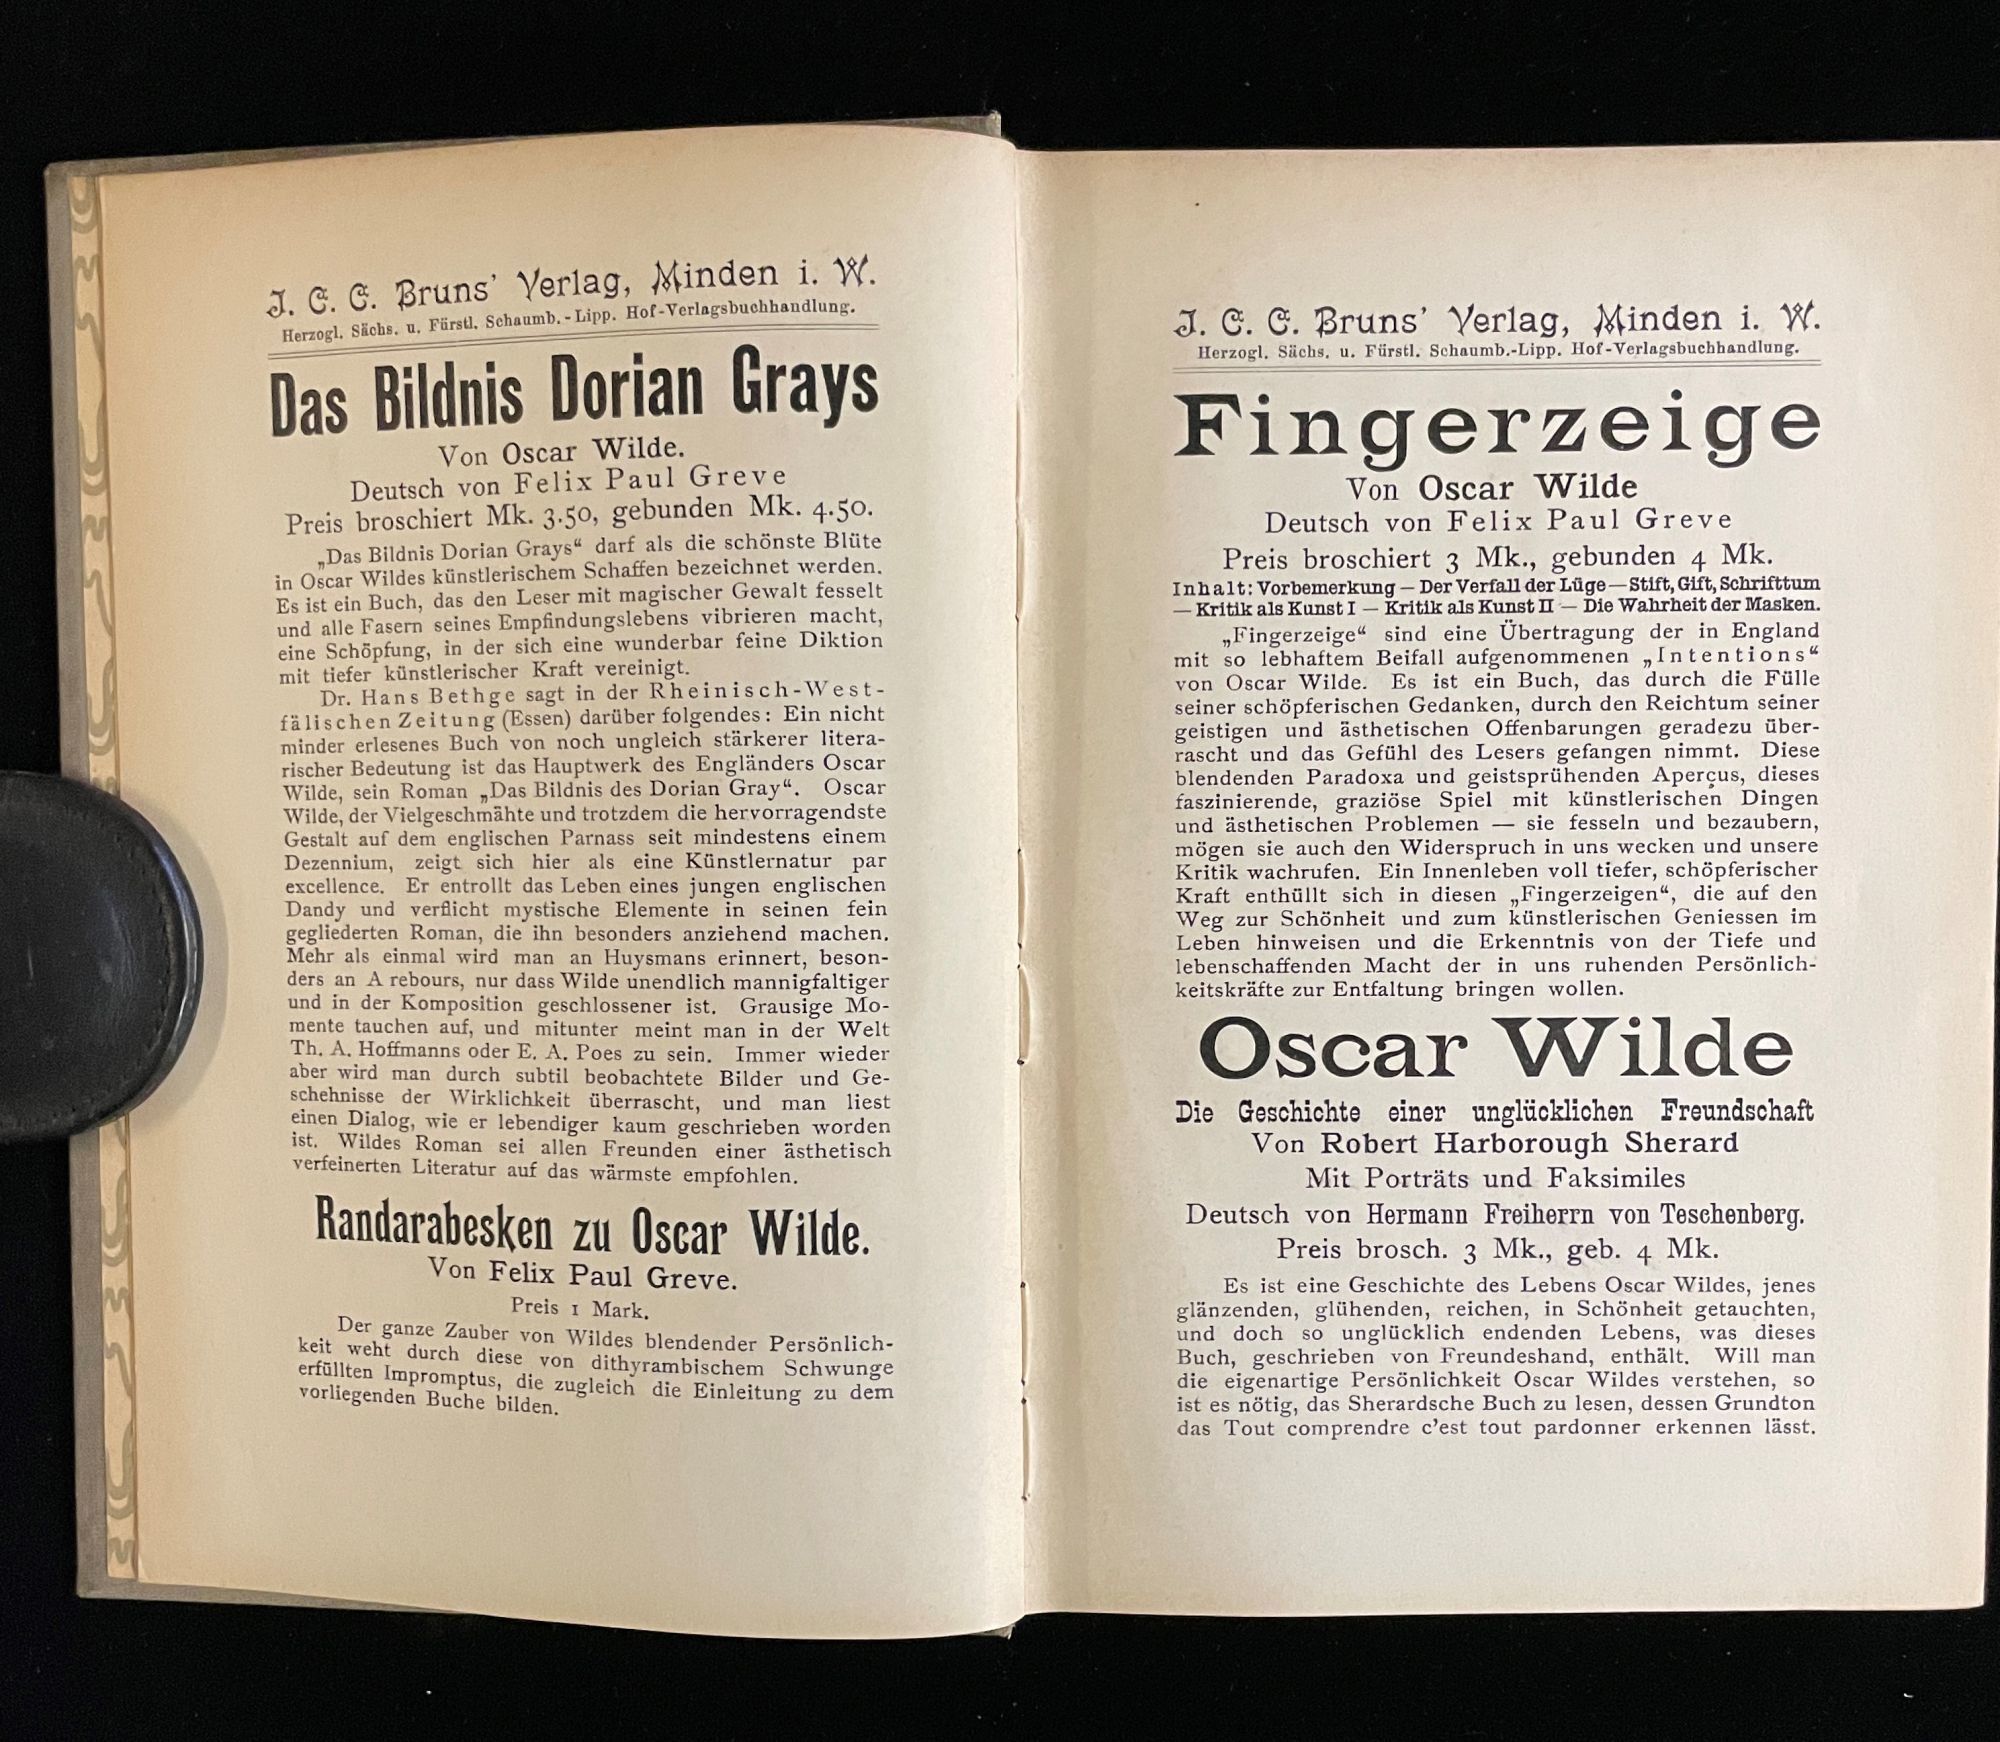 J. C. C. Bruns' Verlag, Minden i. W.
Herzogl. Sächs. u. Fürstl. Schaumb.-Lipp. Hof-Verlagsbuchhandlung.
Das Bildnis Dorian Grays
Von Oscar Wilde.
Deutsch von Felix Paul Greve
Preis broschiert Mk. 3.50, gebunden Mk. 4.50.
„Das Bildnis Dorian Grays“ darf als die schönste Blüte
in Oscar Wildes künstlerischem Schaffen bezeichnet werden.
Es ist ein Buch, das den Leser mit magischer Gewalt fesselt
und alle Fasern seines Empfindungslebens vibrieren macht,
eine Schöpfung, in der sich eine wunderbar feine Diktion
mit tiefer künstlerischer Kraft vereinigt.
Dr. Hans Bethge sagt in der Rheinisch-West-
fälischen Zeitung (Essen) darüber folgendes: Ein nicht
minder erlesenes Buch von noch ungleich stärkerer litera-
rischer Bedeutung ist das Hauptwerk des Engländers Oscar
Wilde, sein Roman „Das Bildnis des Dorian Gray“. Oscar
Wilde, der Vielgeschmähte und trotzdem die hervorragendste
Gestalt auf dem englischen Parnass seit mindestens einem
Dezennium, zeigt sich hier als eine Künstlernatur par
excellence. Er entrollt das Leben eines jungen englischen
Dandy und verflicht mystische Elemente in seinen fein
gegliederten Roman, die ihn besonders anziehend machen.
Mehr als einmal wird man an Huysmans erinnert, beson-
ders an A rebours, nur dass Wilde unendlich mannigfaltiger
und in der Komposition geschlossener ist. Grausige Mo-
mente tauchen auf, und mitunter meint man in der Welt
Th. A. Hoffmanns oder E. A. Poes zu sein. Immer wieder
aber wird man durch subtil beobachtete Bilder und Ge-
schehnisse der Wirklichkeit überrascht, und man liest
einen Dialog, wie er lebendiger kaum geschrieben worden
ist. Wildes Roman sei allen Freunden einer ästhetisch
verfeinerten Literatur auf das wärmste empfohlen.
Randarabesken zu Oscar Wilde.
Von Felix Paul Greve.
Preis 1 Mark.
Der ganze Zauber von Wildes blendender Persönlich-
keit weht durch diese von dithyrambischem Schwunge
erfüllten Impromptus, die zugleich die Einleitung zu dem
vorliegenden Buche bilden.
J. C. C. Bruns' Verlag, Minden i. W.
Herzogl. Sächs. u. Fürstl. Schaumb.-Lipp. Hof-Verlagsbuchhandlung.
Fingerzeige
Von Oscar Wilde
Deutsch von Felix Paul Greve
Preis broschiert 3 Mk., gebunden 4 Mk.
Inhalt: Vorbemerkung — Der Verfall der Lüge — Stift, Gift, Schrifttum
— Kritik als Kunst I — Kritik als Kunst II — Die Wahrheit der Masken.
„Fingerzeige“ sind eine Übertragung der in England
mit so lebhaftem Beifall aufgenommenen „Intentions“
von Oscar Wilde. Es ist ein Buch, das durch die Fülle
seiner schöpferischen Gedanken, durch den Reichtum seiner
geistigen und ästhetischen Offenbarungen geradezu über-
rascht und das Gefühl des Lesers gefangen nimmt. Diese
blendenden Paradoxa und geistsprühenden Aperçus, dieses
faszinierende, graziöse Spiel mit künstlerischen Dingen
und ästhetischen Problemen — sie fesseln und bezaubern,
mögen sie auch den Widerspruch in uns wecken und unsere
Kritik wachrufen. Ein Innenleben voll tiefer, schöpferischer
Kraft enthüllt sich in diesen „Fingerzeigen“, die auf den
Weg zur Schönheit und zum künstlerischen Geniessen im
Leben hinweisen und die Erkenntnis von der Tiefe und
lebenschaffenden Macht der in uns ruhenden Persönlich-
keitskräfte zur Entfaltung bringen wollen.
Oscar Wilde
Die Geschichte einer unglücklichen Freundschaft
Von Robert Harborough Sherard
Mit Porträts und Faksimiles
Deutsch von Hermann Freiherrn von Teschenberg.
Preis brosch. 3 Mk., geb. 4 Mk.
Es ist eine Geschichte des Lebens Oscar Wildes, jenes
glänzenden, glühenden, reichen, in Schönheit getauchten,
und doch so unglücklich endenden Lebens, was dieses
Buch, geschrieben von Freundeshand, enthält. Will man
die eigenartige Persönlichkeit Oscar Wildes verstehen, so
ist es nötig, das Sherardsche Buch zu lesen, dessen Grundton
das Tout comprendre c'est tout pardonner erkennen lässt.